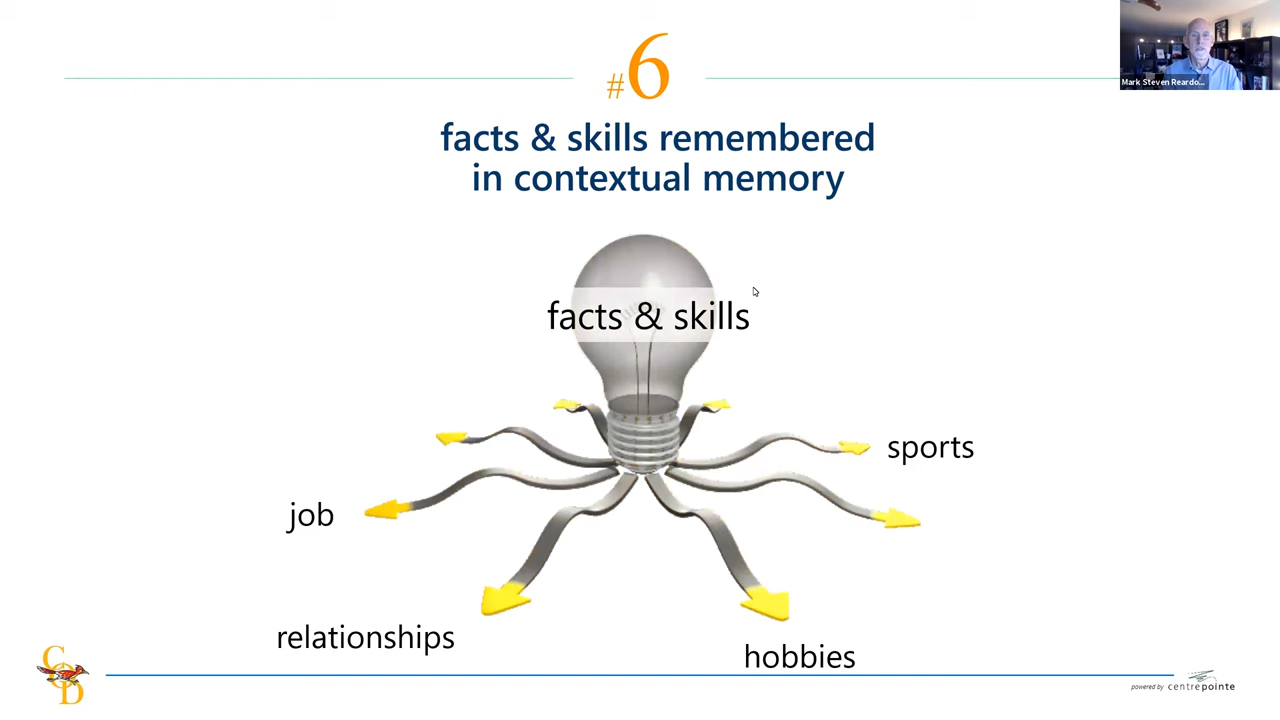 #6
Mark Steven Reardo...
facts & skills remembered
in contextual memory
facts & skills
sports
job
relationships
hobbies
COD
powered by centrepointe